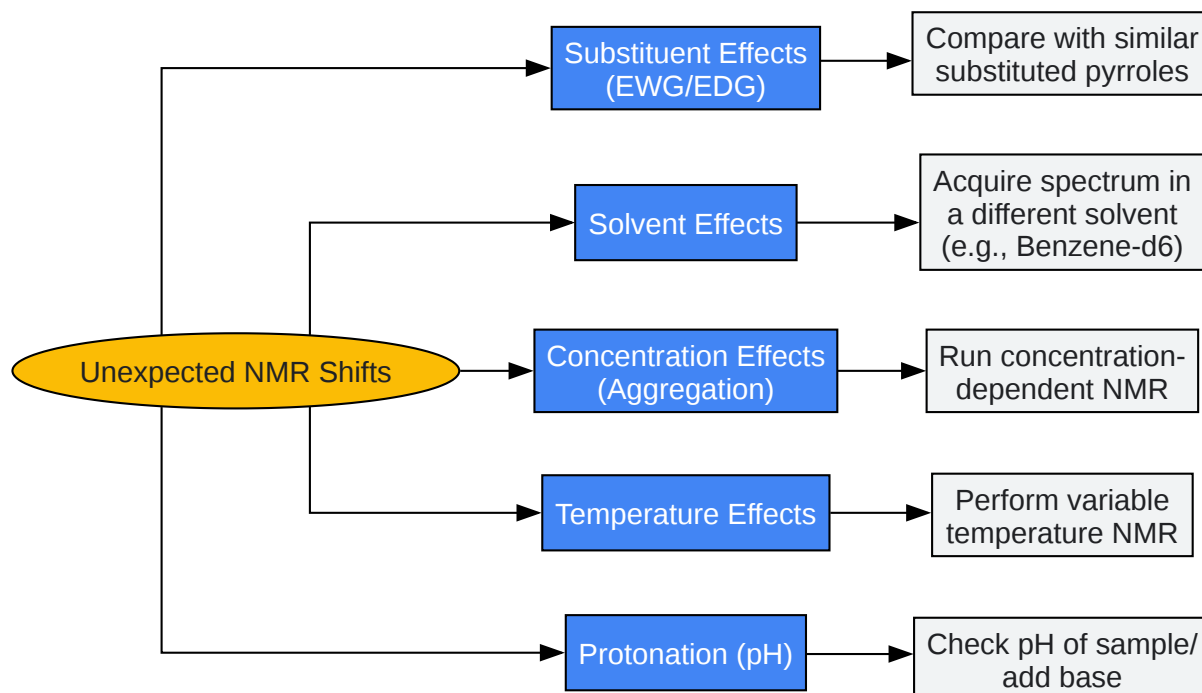 Substituent Effects
(EWG/EDG)
Compare with similar
substituted pyrroles
Solvent Effects
Acquire spectrum in
a different solvent
(e.g., Benzene-d6)
Unexpected NMR Shifts
Concentration Effects
(Aggregation)
Run concentration-
dependent NMR
Temperature Effects
Perform variable
temperature NMR
Protonation (pH)
Check pH of sample/
add base